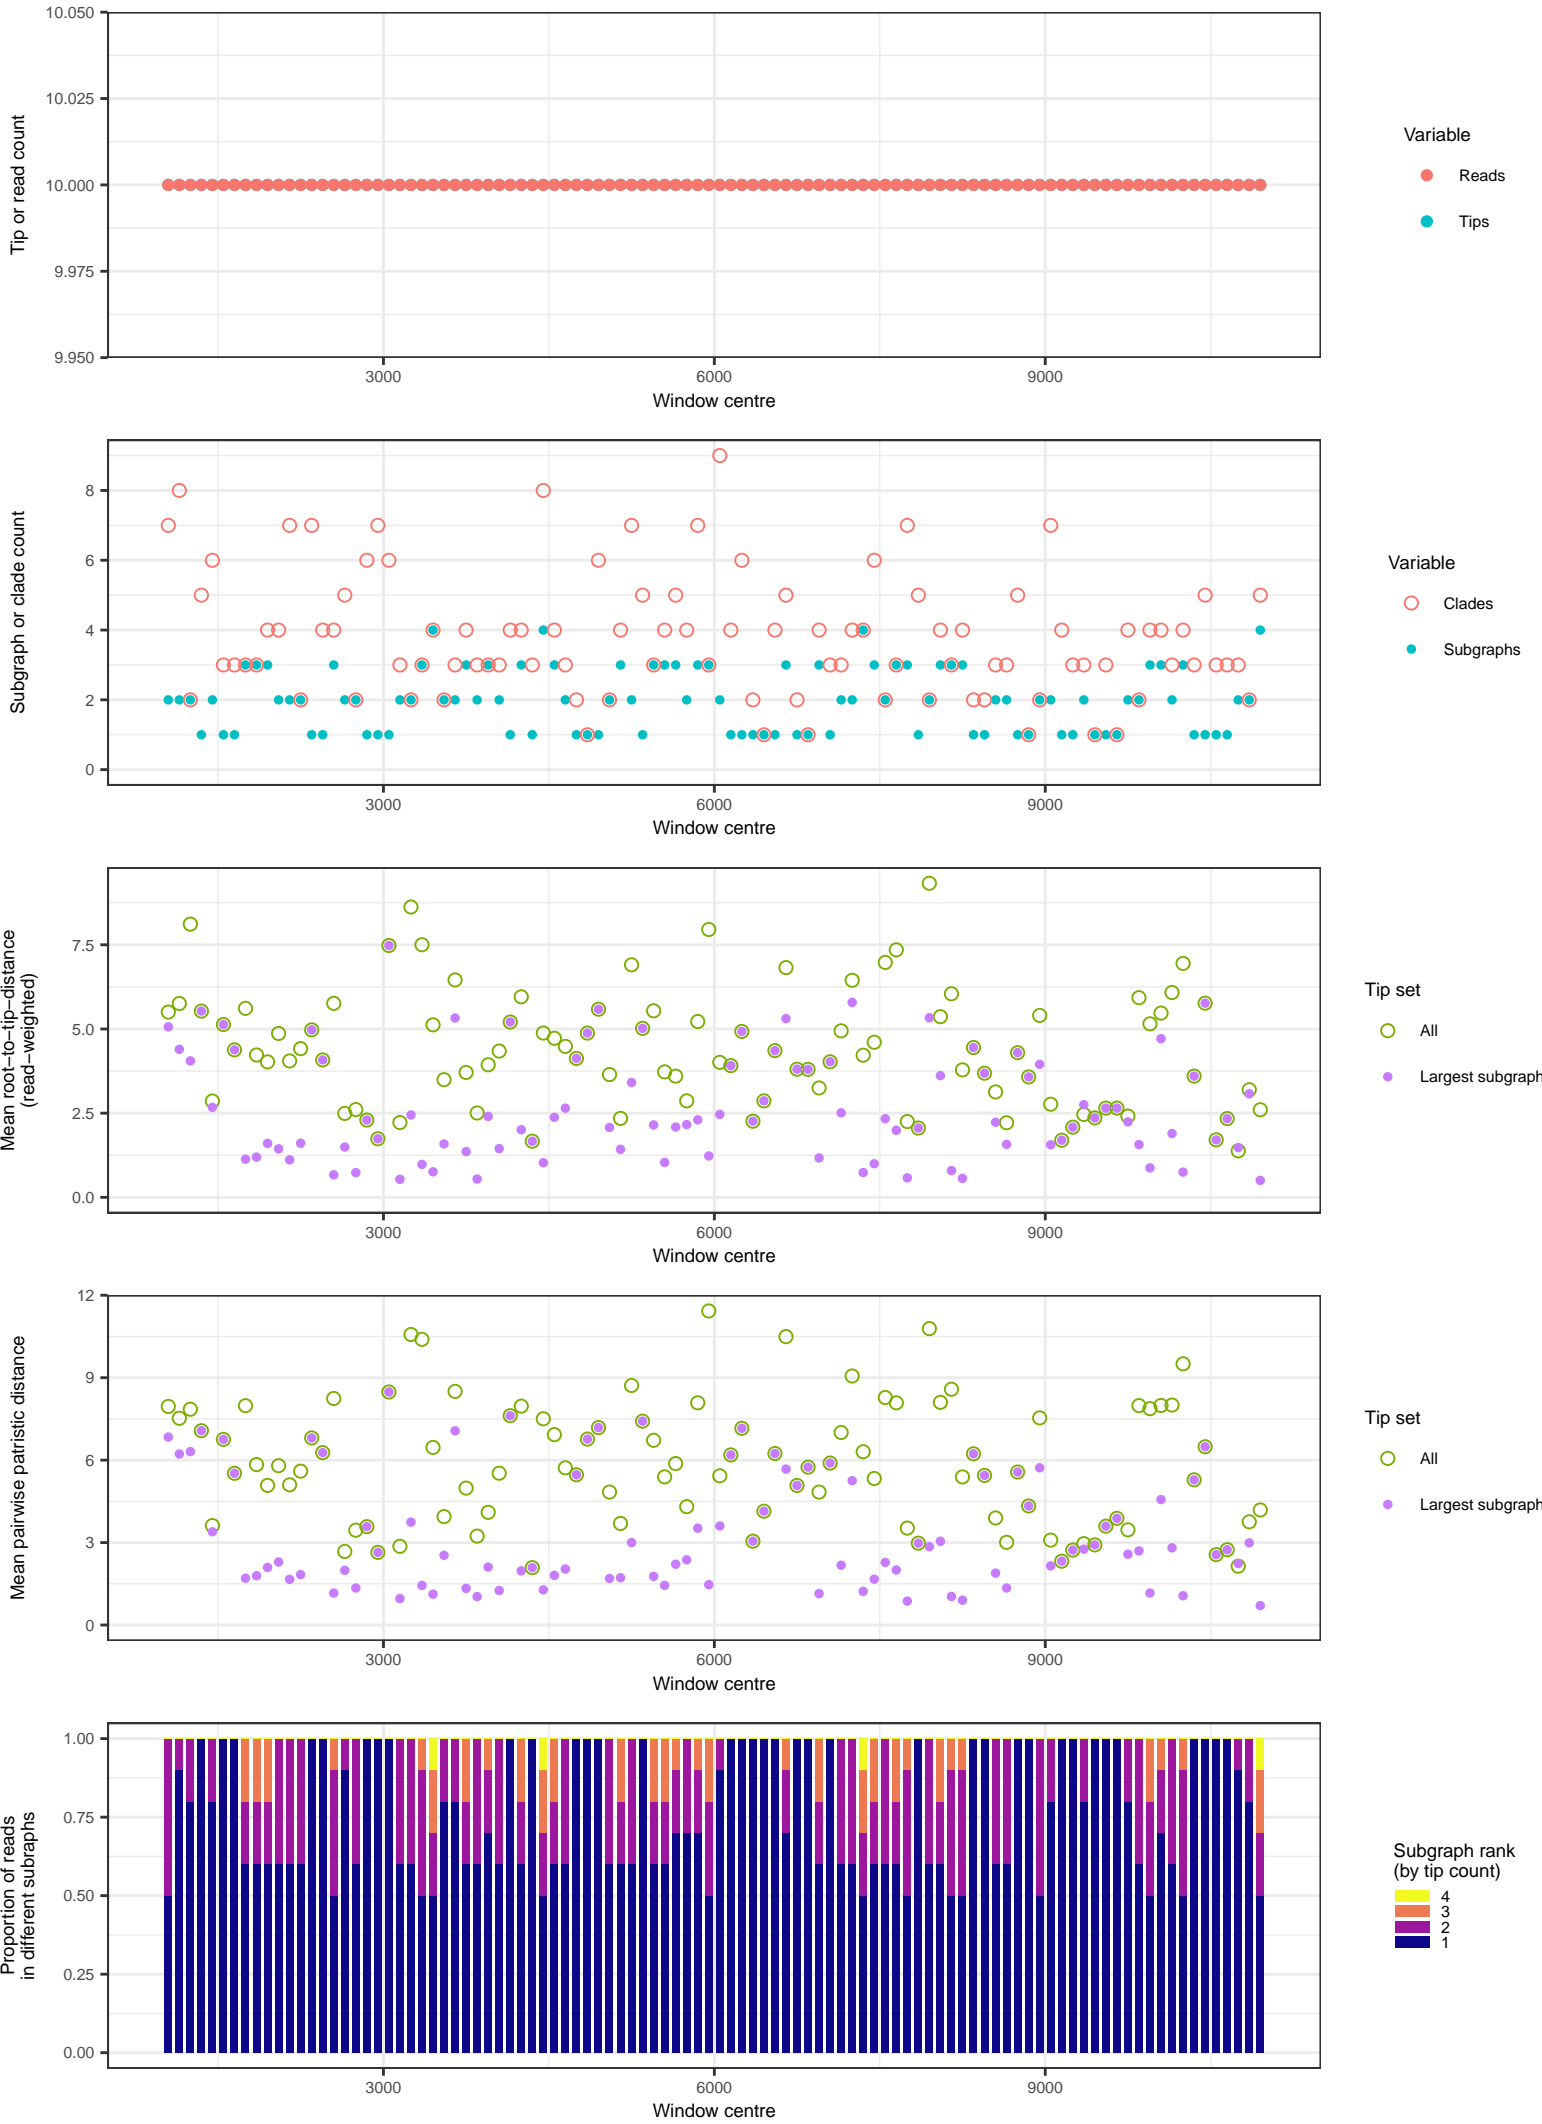 10.050
10.025
10.000
9.975
9.950
Tip or read count
3000
6000
9000
Window centre
Variable
Reads
Tips
8
6
4
2
0
Subgraph or clade count
3000
6000
9000
Window centre
Variable
Clades
Subgraphs
7.5
5.0
2.5
0.0
Mean root−to−tip−distance
(read−weighted)
3000
6000
9000
Window centre
Tip set
All
Largest subgraph
12
9
6
3
0
Mean pairwise patristic distance
3000
6000
9000
Window centre
Tip set
All
Largest subgraph
1.00
0.75
0.50
0.25
0.00
Proportion of reads
in different subraphs
3000
6000
9000
Window centre
Subgraph rank
(by tip count)
4
3
2
1